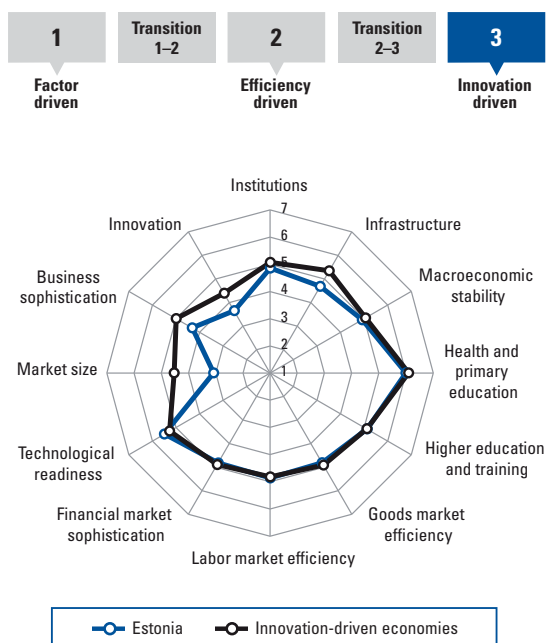 1
Transition
1–2
2
Transition
2–3
3
Factor
driven
Efficiency
driven
Innovation
driven
Institutions
7
Innovation
Infrastructure
6
Business
sophistication
5
Macroeconomic
stability
4
3
2
Market size
1
Health and
primary
education
Technological
readiness
Higher education
and training
Financial market
sophistication
Goods market
efficiency
Labor market efficiency
Estonia
Innovation-driven economies